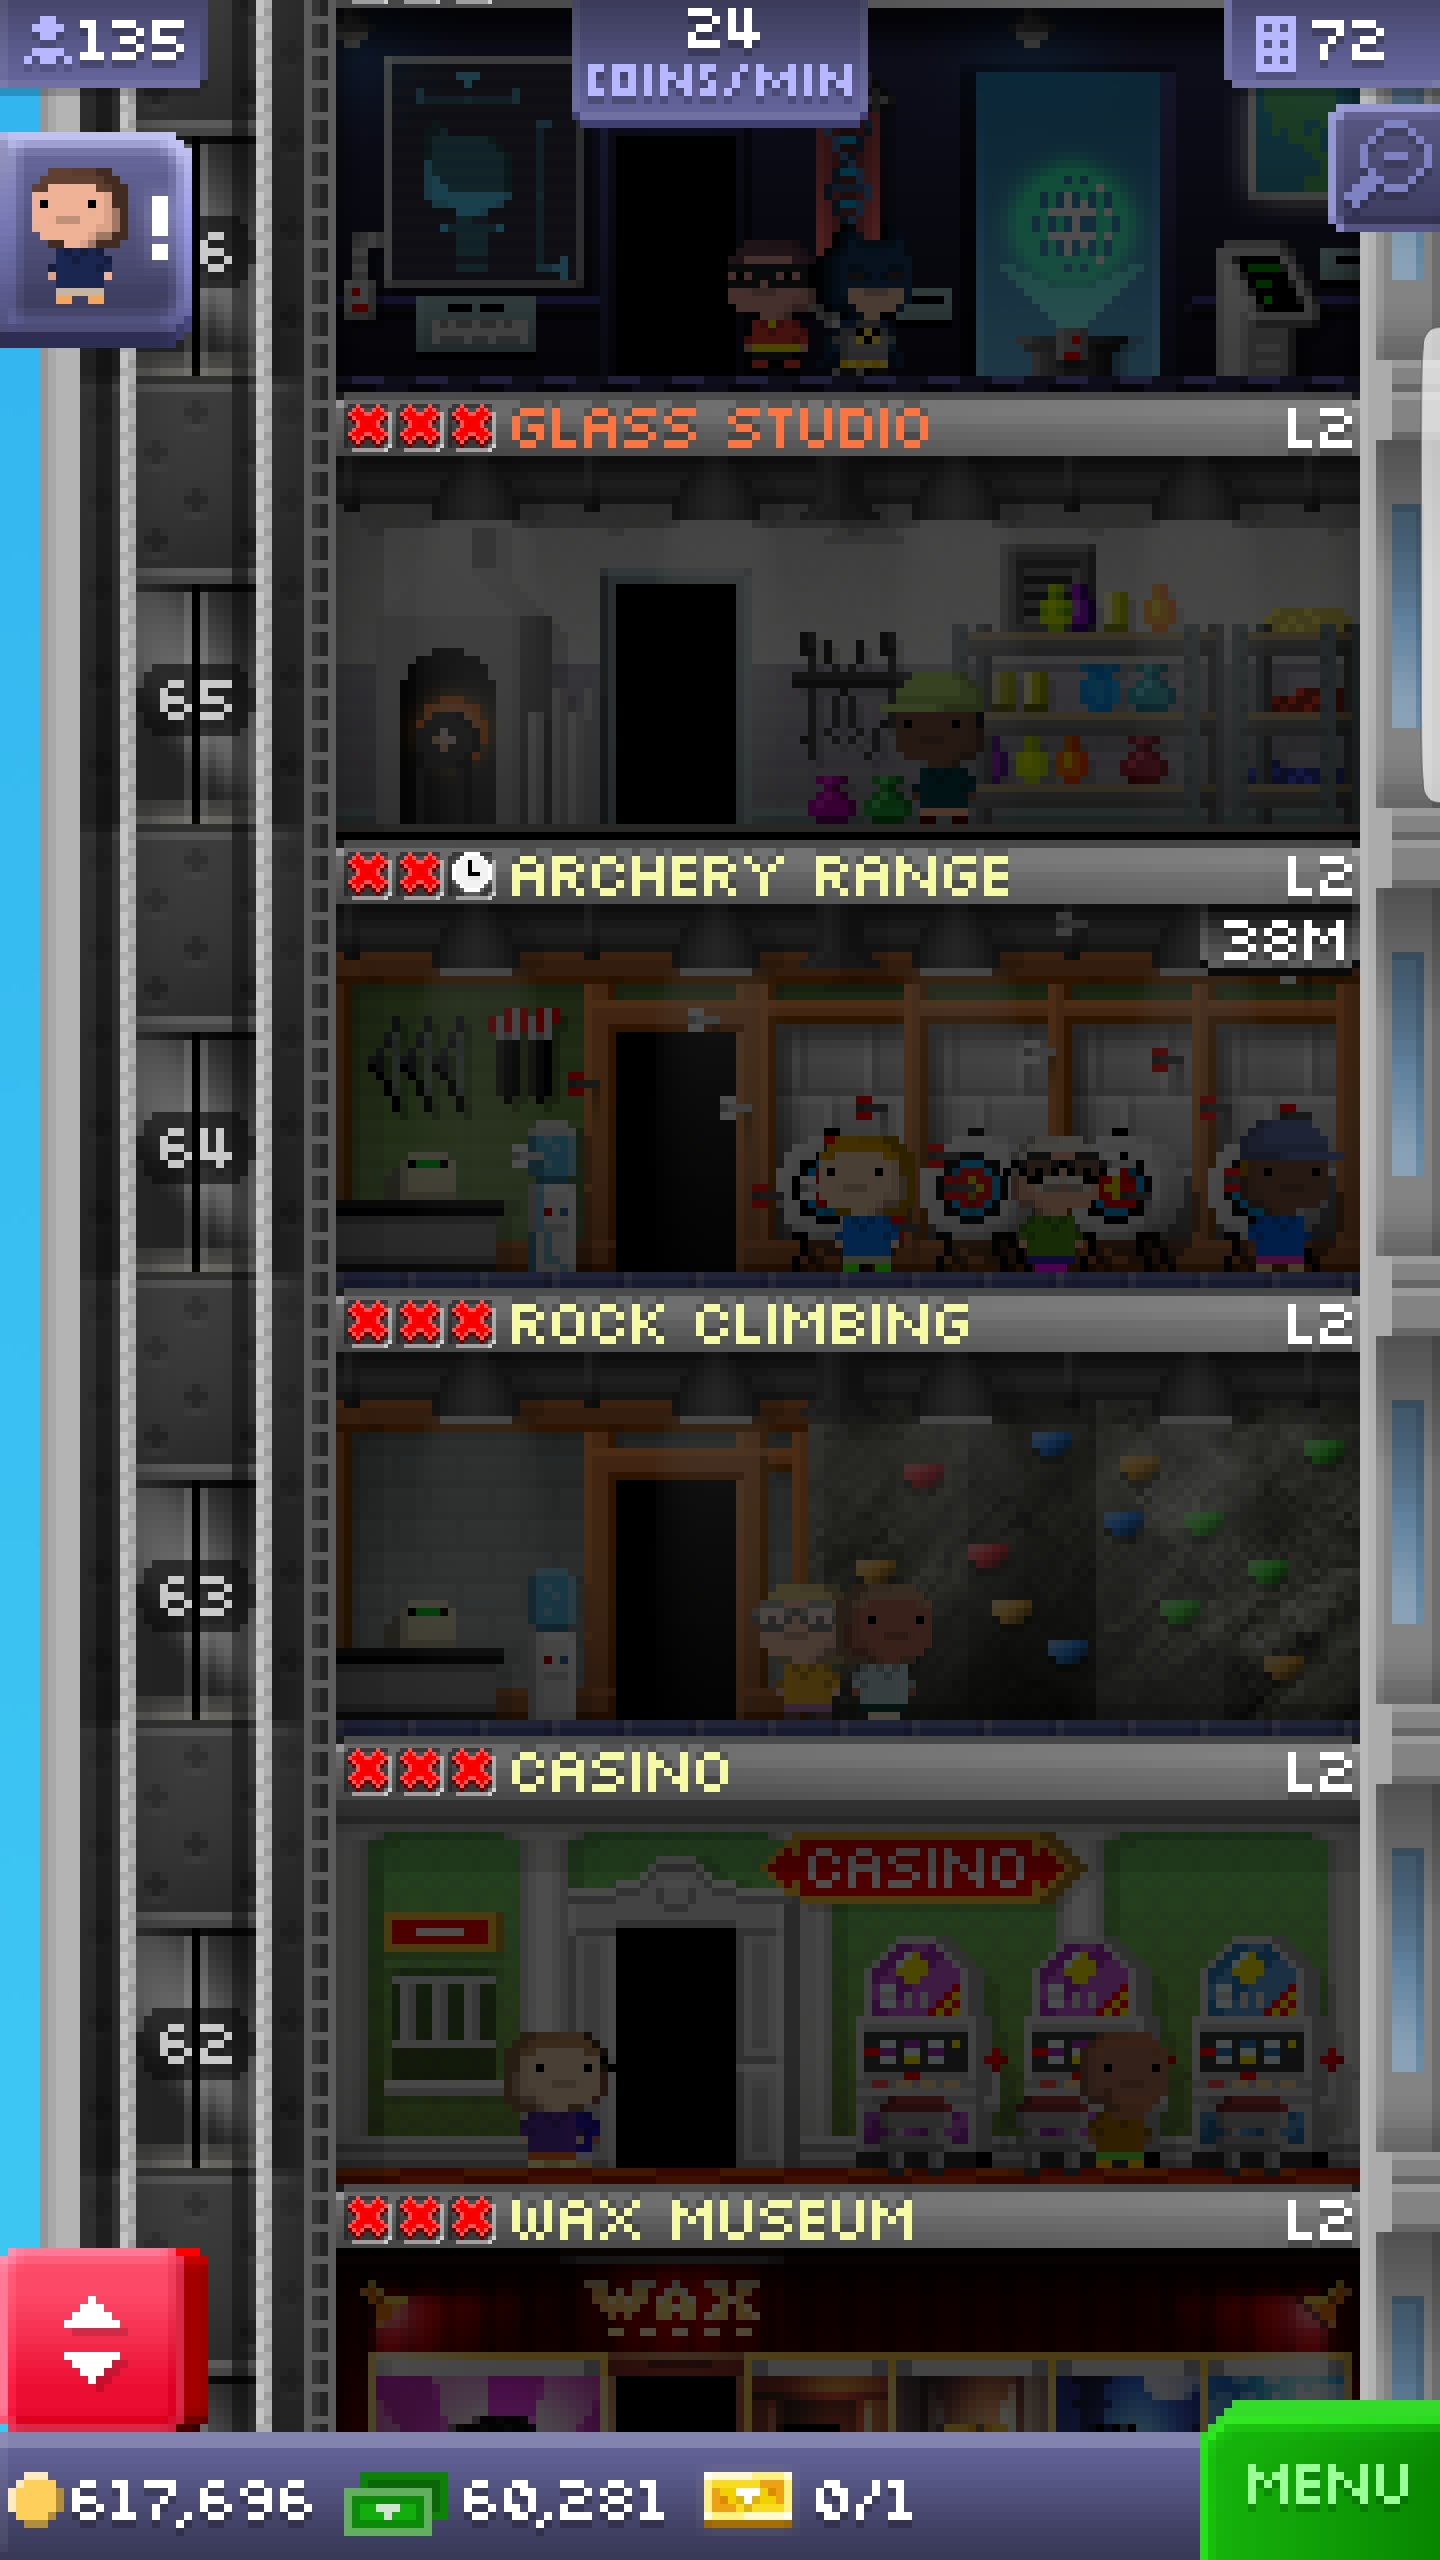 135
24
COINS/MIN
72
!
6
GLASS STUDIO L2
65
ARCHERY RANGE L2
38M
64
ROCK CLIMBING L2
63
CASINO L2
CASINO
62
WAX MUSEUM L2
WAX
617,696 60,281 0/1
MENU